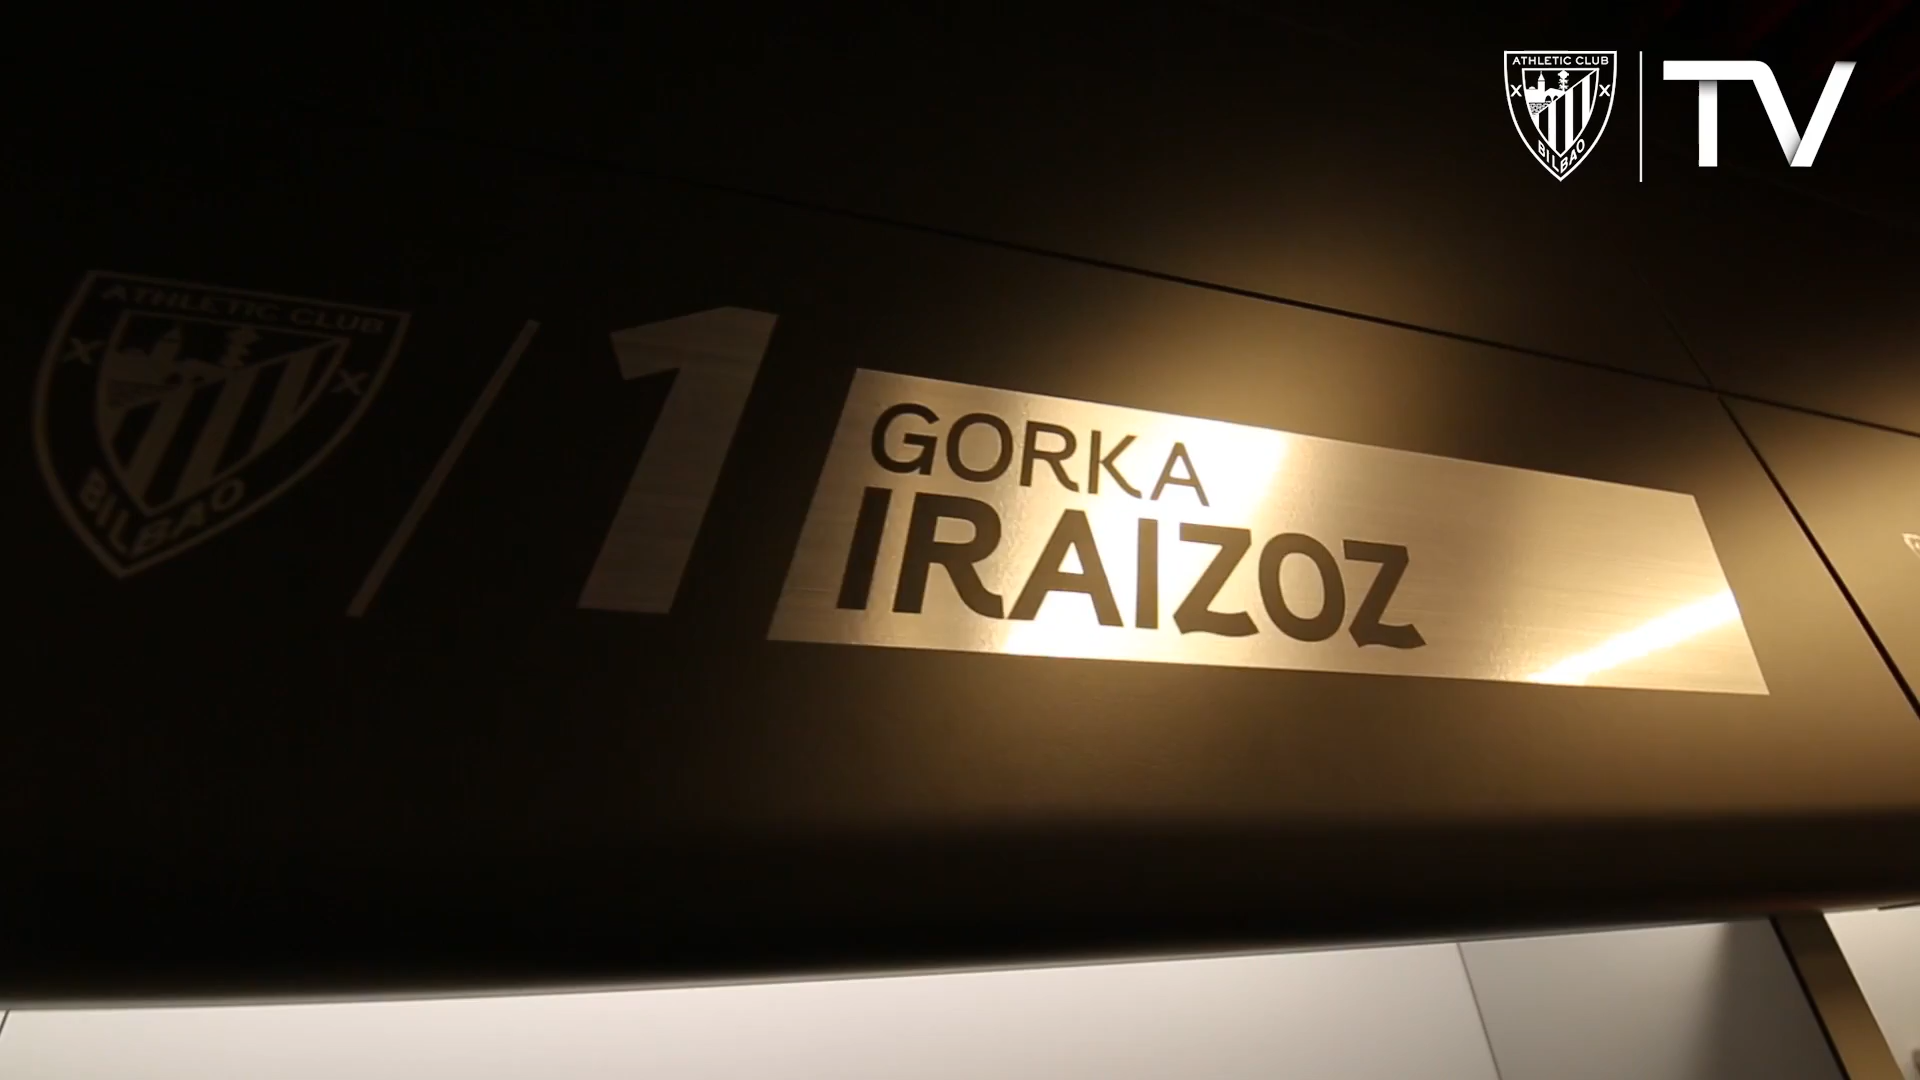 ATHLETIC CLUB
BILBAO
TV
ATHLETIC CLUB
BILBAO
/ 1
GORKA
IRAIZOZ